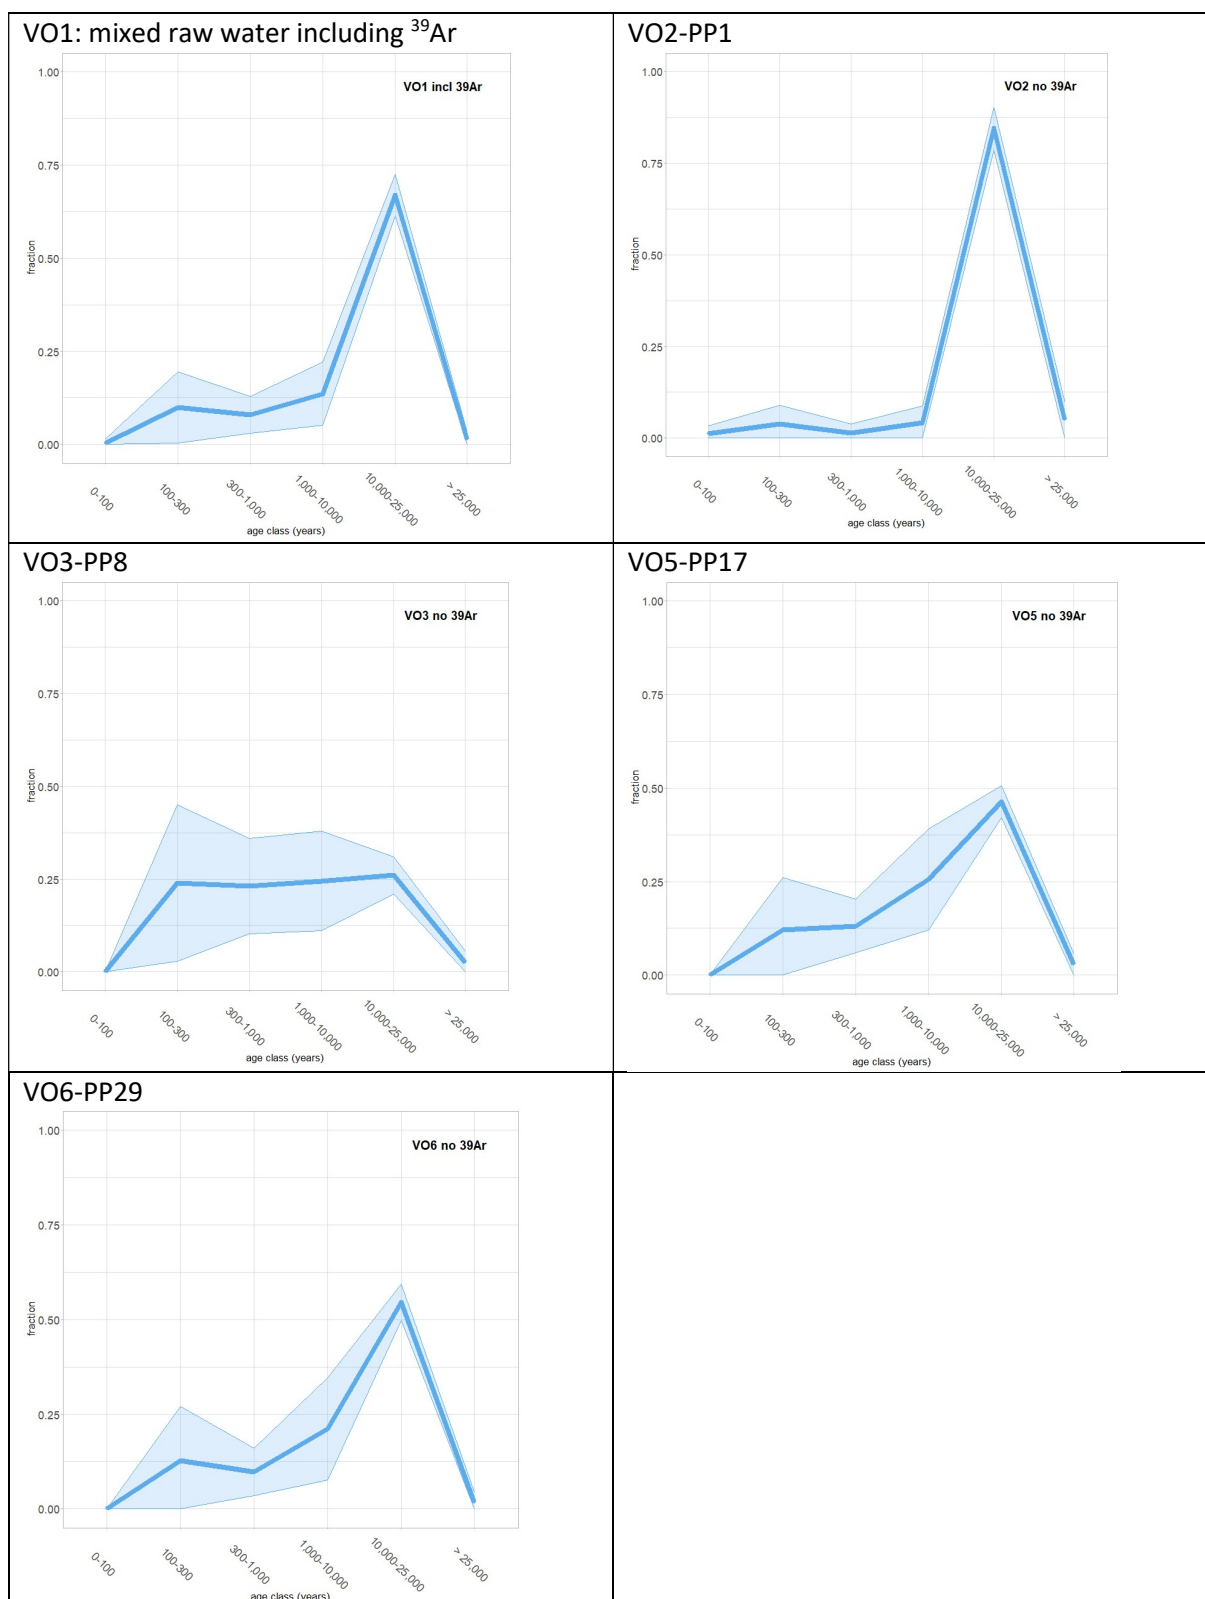 VO1: mixed raw water including ³⁹Ar
VO1 incl 39Ar
1.00
0.75
0.50
0.25
0.00
fraction
0-100
100-300
300-1,000
1,000-10,000
10,000-25,000
> 25,000
age class (years)
VO2-PP1
VO2 no 39Ar
1.00
0.75
0.50
0.25
0.00
fraction
0-100
100-300
300-1,000
1,000-10,000
10,000-25,000
> 25,000
age class (years)
VO3-PP8
VO3 no 39Ar
1.00
0.75
0.50
0.25
0.00
fraction
0-100
100-300
300-1,000
1,000-10,000
10,000-25,000
> 25,000
age class (years)
VO5-PP17
VO5 no 39Ar
1.00
0.75
0.50
0.25
0.00
fraction
0-100
100-300
300-1,000
1,000-10,000
10,000-25,000
> 25,000
age class (years)
VO6-PP29
VO6 no 39Ar
1.00
0.75
0.50
0.25
0.00
fraction
0-100
100-300
300-1,000
1,000-10,000
10,000-25,000
> 25,000
age class (years)